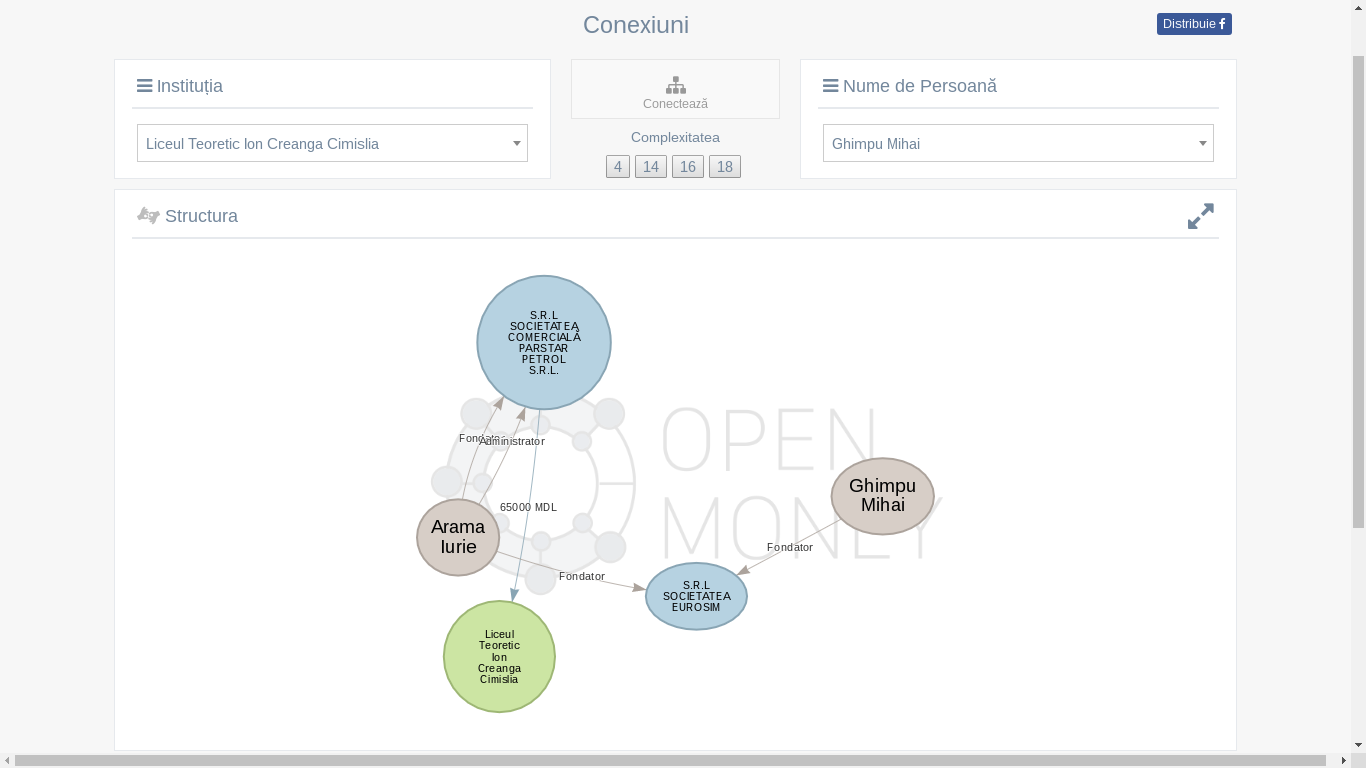 Conexiuni
Distribuie
Instituția
Conectează
Nume de Persoană
Liceul Teoretic Ion Creanga Cimislia
Complexitatea
4 14 16 18
Ghimpu Mihai
Structura
S.R.L
SOCIETATEA
COMERCIALĂ
PARSTAR
PETROL
S.R.L.
OPEN
MONEY
Fondator
Administrator
65000 MDL
Arama
Iurie
Ghimpu
Mihai
Fondator
Fondator
S.R.L
SOCIETATEA
EUROSIM
Liceul
Teoretic
Ion
Creanga
Cimislia